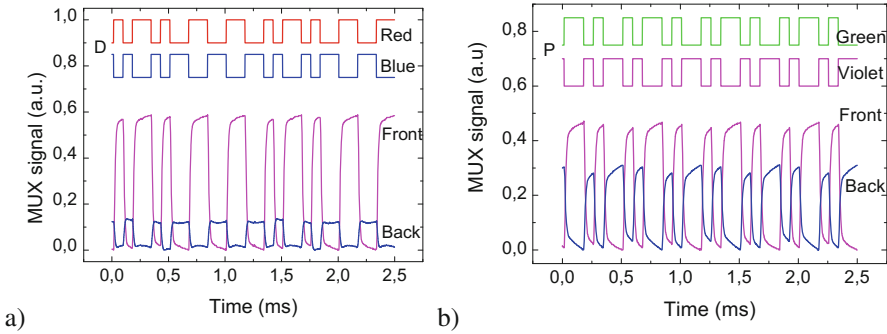 1,0
D
Red
0,8
Blue
0,6
Front
0,4
0,2
Back
0,0
0,0 0,5 1,0 1,5 2,0 2,5
MUX signal (a.u.)
Time (ms)
a)
0,8
P
Green
Violet
0,6
Front
0,4
Back
0,2
0,0
0,0 0,5 1,0 1,5 2,0 2,5
MUX signal (a.u)
Time (ms)
b)